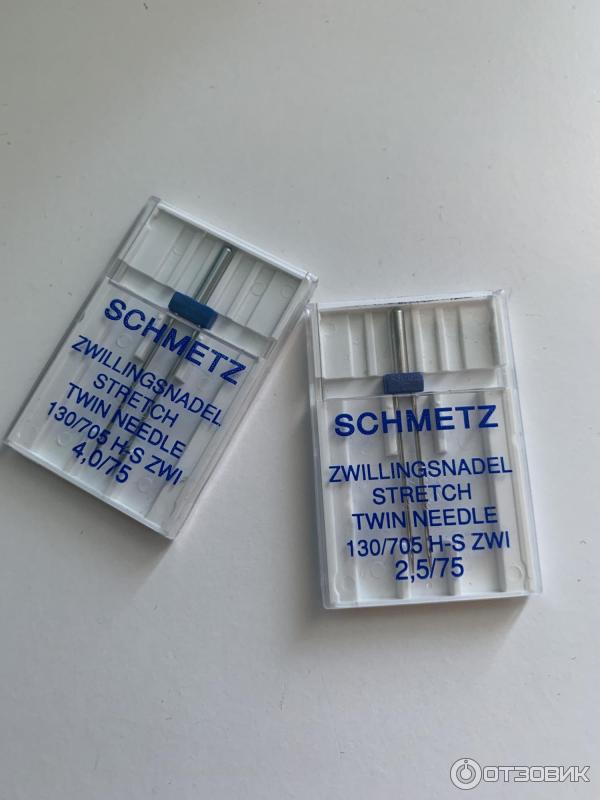 SCHMETZ
ZWILLINGSNADEL
STRETCH
TWIN NEEDLE
130/705 H-S ZWI
4,0/75
SCHMETZ
ZWILLINGSNADEL
STRETCH
TWIN NEEDLE
130/705 H-S ZWI
2,5/75
ОТЗОВИК